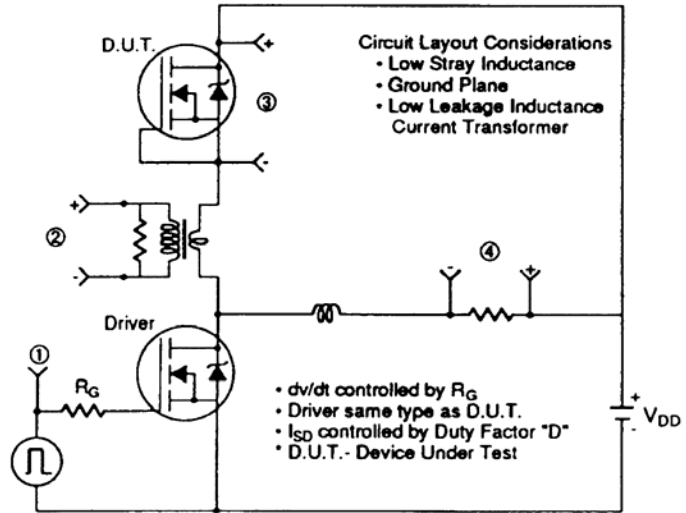 D.U.T.
+
Circuit Layout Considerations
• Low Stray Inductance
• Ground Plane
• Low Leakage Inductance
Current Transformer
③
-
+
②
-
④
-
+
Driver
①
R_G
• dv/dt controlled by R_G
• Driver same type as D.U.T.
• I_SD controlled by Duty Factor "D"
• D.U.T.- Device Under Test
+
V_DD
-